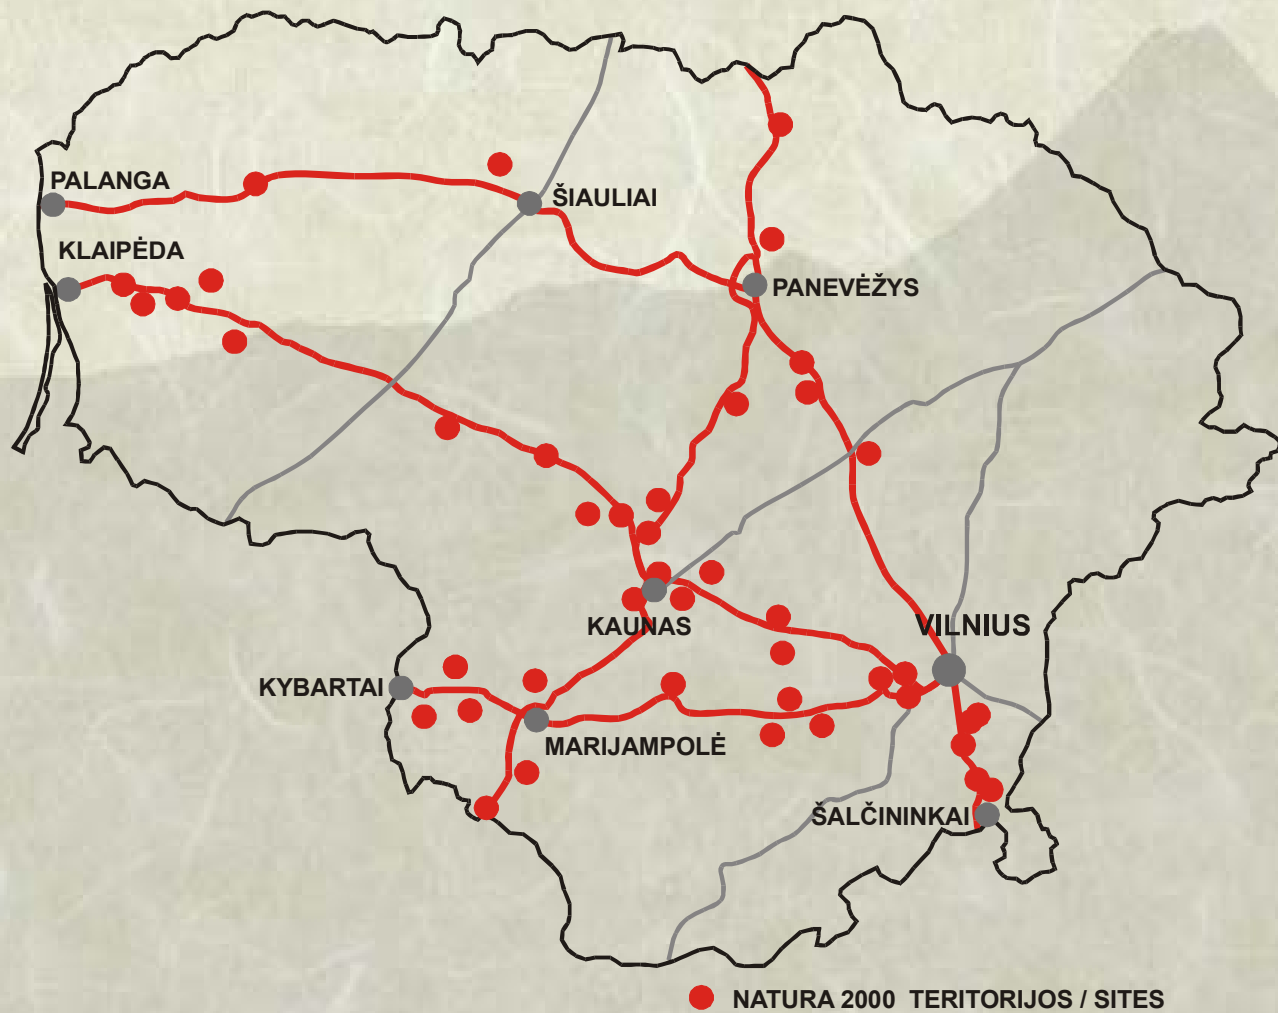 PALANGA
ŠIAULIAI
KLAIPĖDA
PANEVĖŽYS
KAUNAS
VILNIUS
KYBARTAI
MARIJAMPOLĖ
ŠALČININKAI
NATURA 2000 TERITORIJOS / SITES